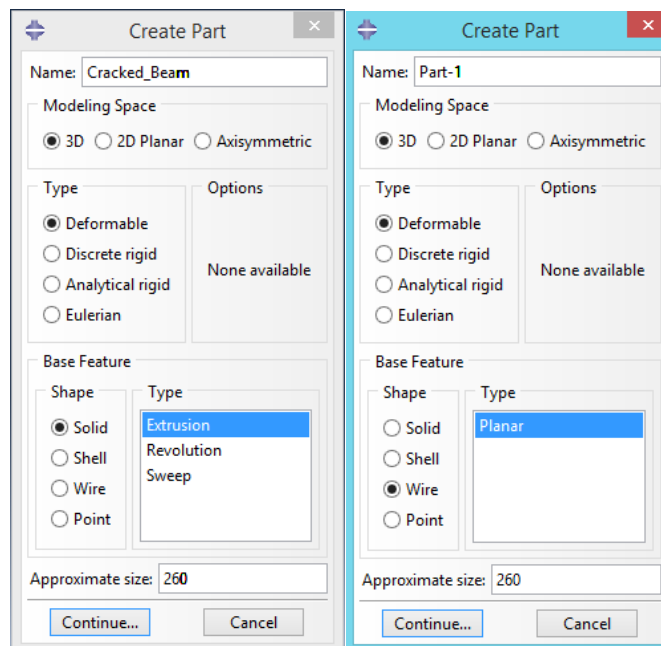 Create Part
Name: Cracked_Beam
Modeling Space
3D 2D Planar Axisymmetric
Type
Options
Deformable
Discrete rigid
Analytical rigid
Eulerian
None available
Base Feature
Shape
Type
Solid
Shell
Wire
Point
Extrusion
Revolution
Sweep
Approximate size: 260
Continue... Cancel
Create Part
Name: Part-1
Modeling Space
3D 2D Planar Axisymmetric
Type
Options
Deformable
Discrete rigid
Analytical rigid
Eulerian
None available
Base Feature
Shape
Type
Solid
Shell
Wire
Point
Planar
Approximate size: 260
Continue... Cancel